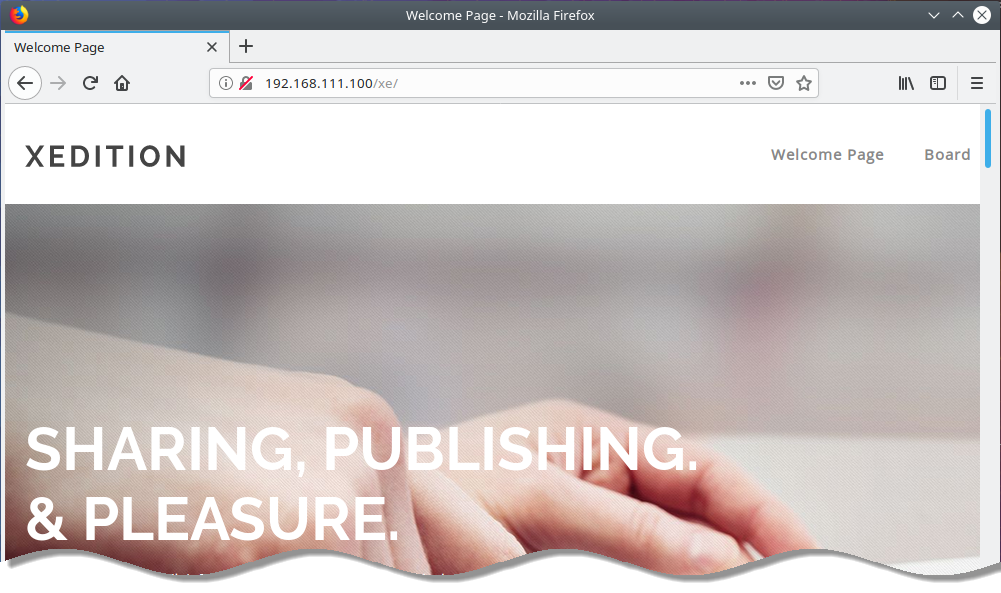 Welcome Page - Mozilla Firefox
Welcome Page
192.168.111.100/xe/
XEDITION
Welcome Page
Board
SHARING, PUBLISHING.
& PLEASURE.